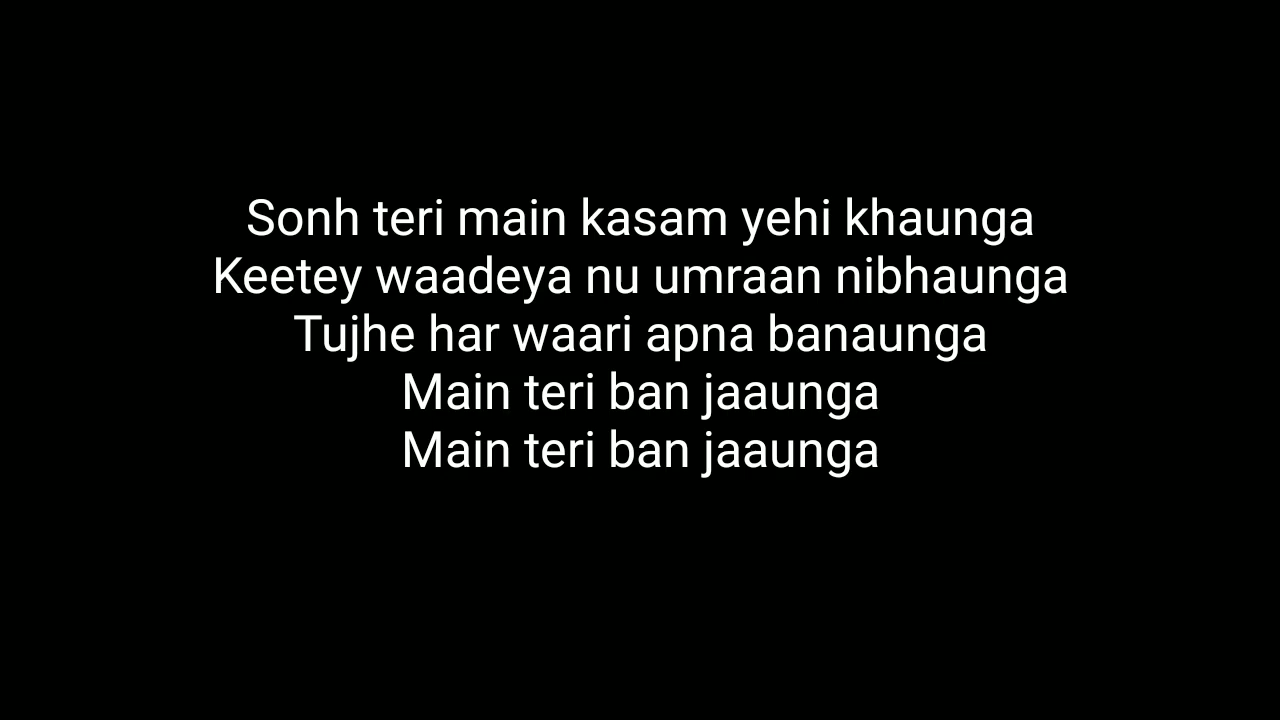 Sonh teri main kasam yehi khaunga
Keetey waadeya nu umraan nibhaunga
Tujhe har waari apna banaunga
Main teri ban jaaunga
Main teri ban jaaunga